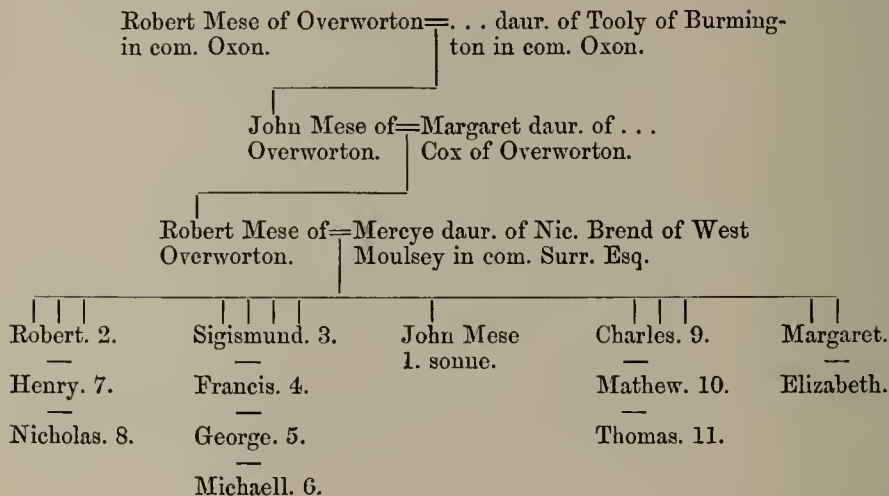 Robert Mese of Overworton=. . . daur. of Tooly of Burming-
in com. Oxon. ton in com. Oxon.
John Mese of=Margaret daur. of . . .
Overworton. Cox of Overworton.
Robert Mese of=Mercye daur. of Nic. Brend of West
Overworton. Moulsey in com. Surr. Esq.
Robert. 2. Sigismund. 3. John Mese Charles. 9. Margaret.
1. sonne.
Henry. 7. Francis. 4. Mathew. 10. Elizabeth.
Nicholas. 8. George. 5. Thomas. 11.
Michaell. 6.